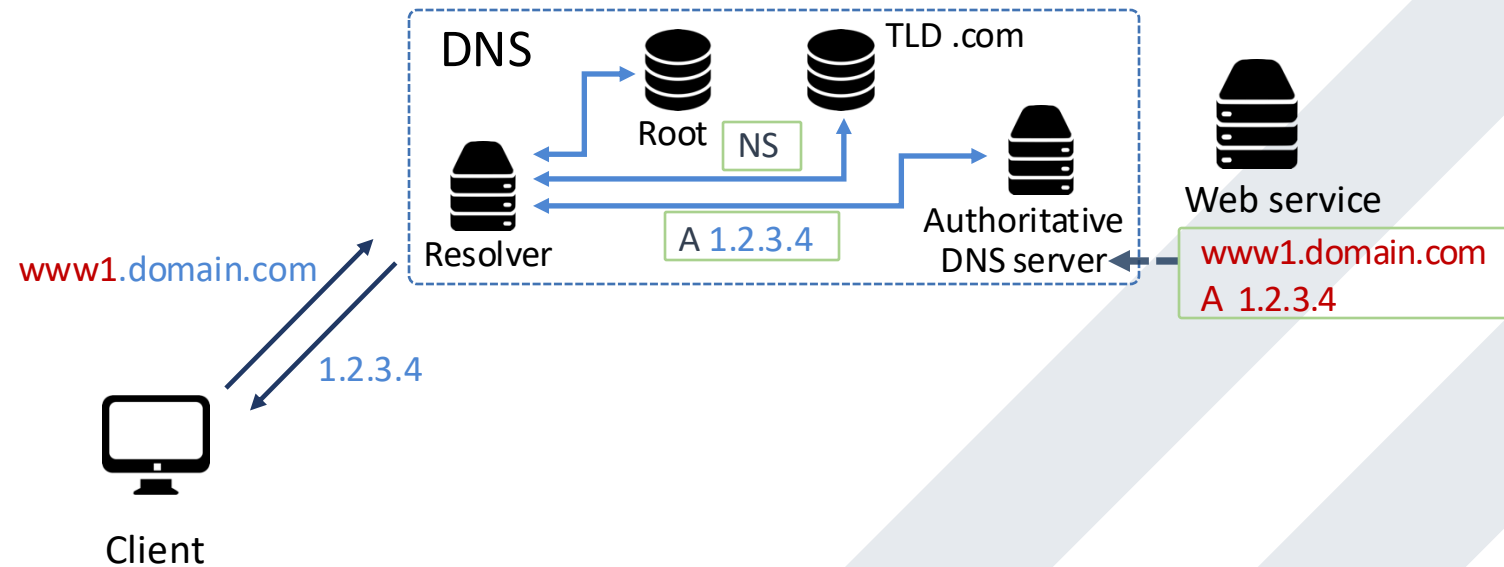 DNS
TLD .com
Root
NS
A 1.2.3.4
Resolver
Authoritative
DNS server
Web service
www1.domain.com
A 1.2.3.4
www1.domain.com
1.2.3.4
Client